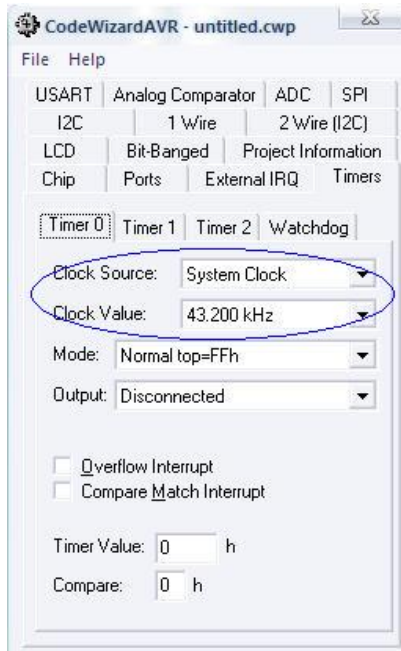 CodeWizardAVR - untitled.cwp
File Help
USART Analog Comparator ADC SPI
I2C 1 Wire 2 Wire (I2C)
LCD Bit-Banged Project Information
Chip Ports External IRQ Timers
Timer 0 Timer 1 Timer 2 Watchdog
Clock Source: System Clock
Clock Value: 43.200 kHz
Mode: Normal top=FFh
Output: Disconnected
Overflow Interrupt
Compare Match Interrupt
Timer Value: 0 h
Compare: 0 h